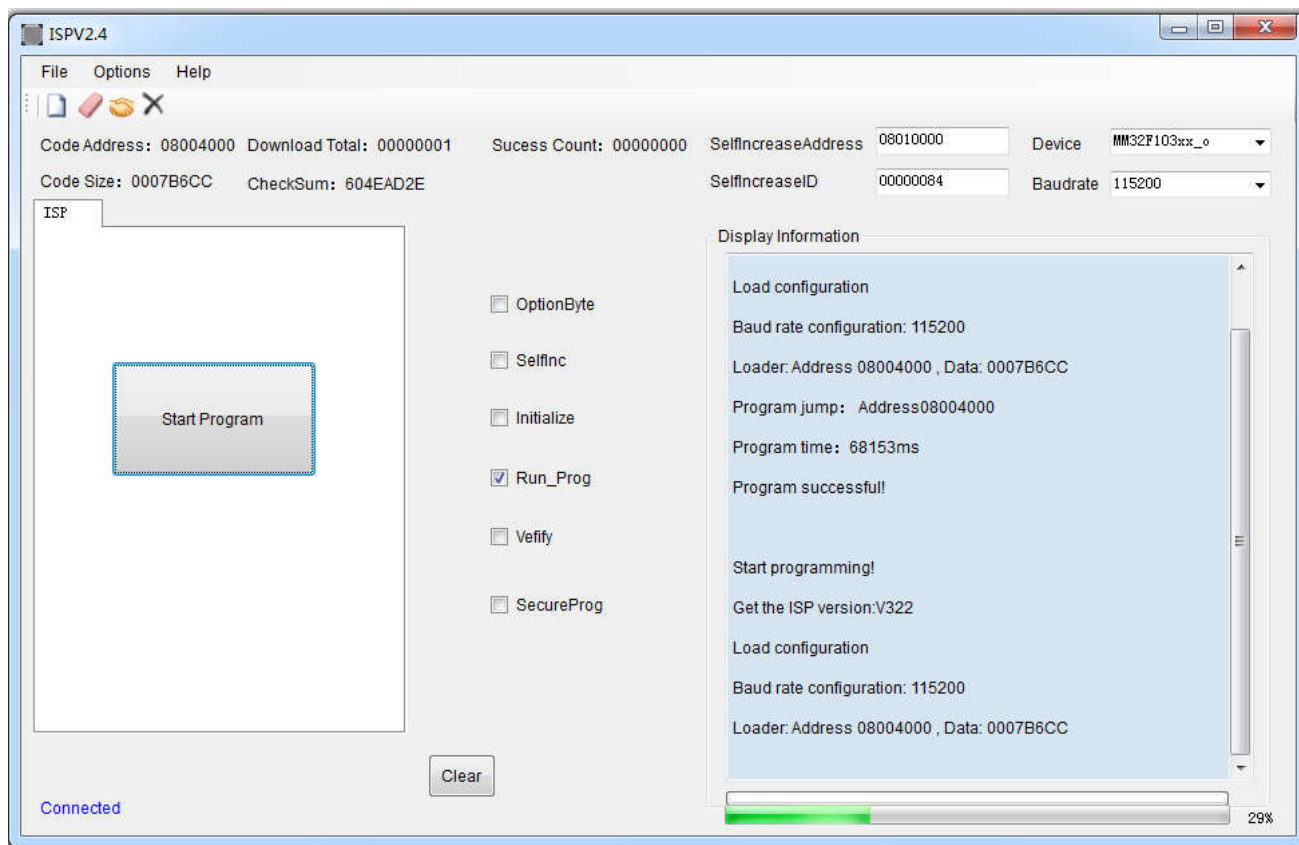 ISPV2.4
File Options Help
Code Address: 08004000 Download Total: 00000001 Sucess Count: 00000000 SelfIncreaseAddress 08010000 Device MM32F103xx_o
Code Size: 0007B6CC CheckSum: 604EAD2E SelfIncreaseID 00000084 Baudrate 115200
ISP
Start Program
OptionByte
SelfInc
Initialize
Run_Prog
Vefify
SecureProg
Clear
Connected
Display Information
Load configuration
Baud rate configuration: 115200
Loader: Address 08004000 , Data: 0007B6CC
Program jump: Address08004000
Program time: 68153ms
Program successful!
Start programming!
Get the ISP version:V322
Load configuration
Baud rate configuration: 115200
Loader: Address 08004000 , Data: 0007B6CC
29%